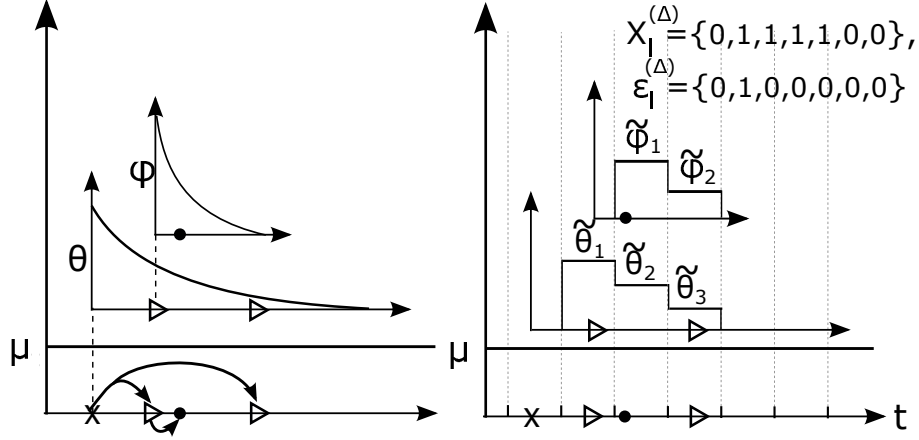 X_I^(Δ)={0,1,1,1,1,0,0},
ε_I^(Δ)={0,1,0,0,0,0,0}
φ
φ̃₁
φ̃₂
θ
θ̃₁
θ̃₂
θ̃₃
μ
μ
x
x
t